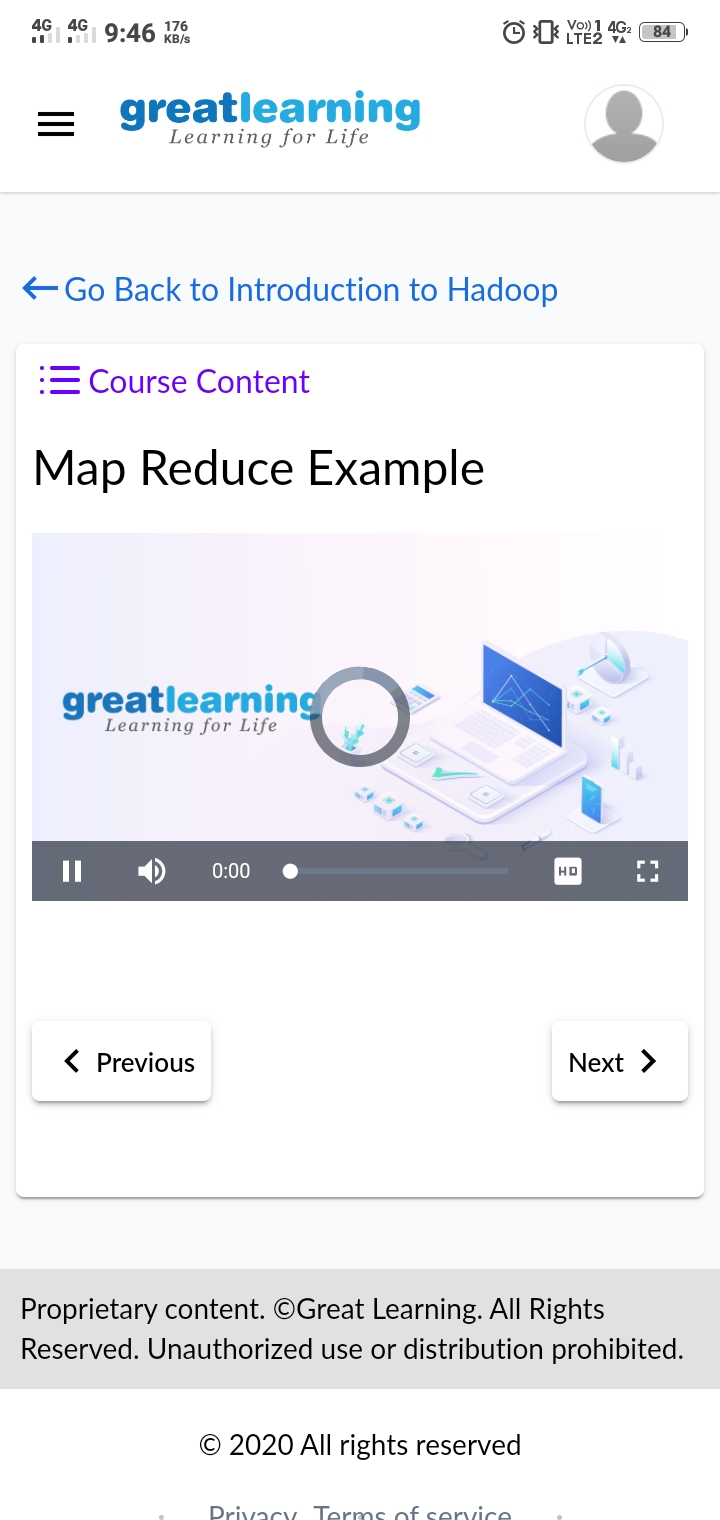 4G 4G 9:46 176 KB/s Vo)) 1 LTE2 4G2 84
greatlearning
Learning for Life
Go Back to Introduction to Hadoop
Course Content
Map Reduce Example
greatlearning
Learning for Life
0:00 HD
Previous Next
Proprietary content. ©Great Learning. All Rights
Reserved. Unauthorized use or distribution prohibited.
© 2020 All rights reserved
Privacy Terms of service